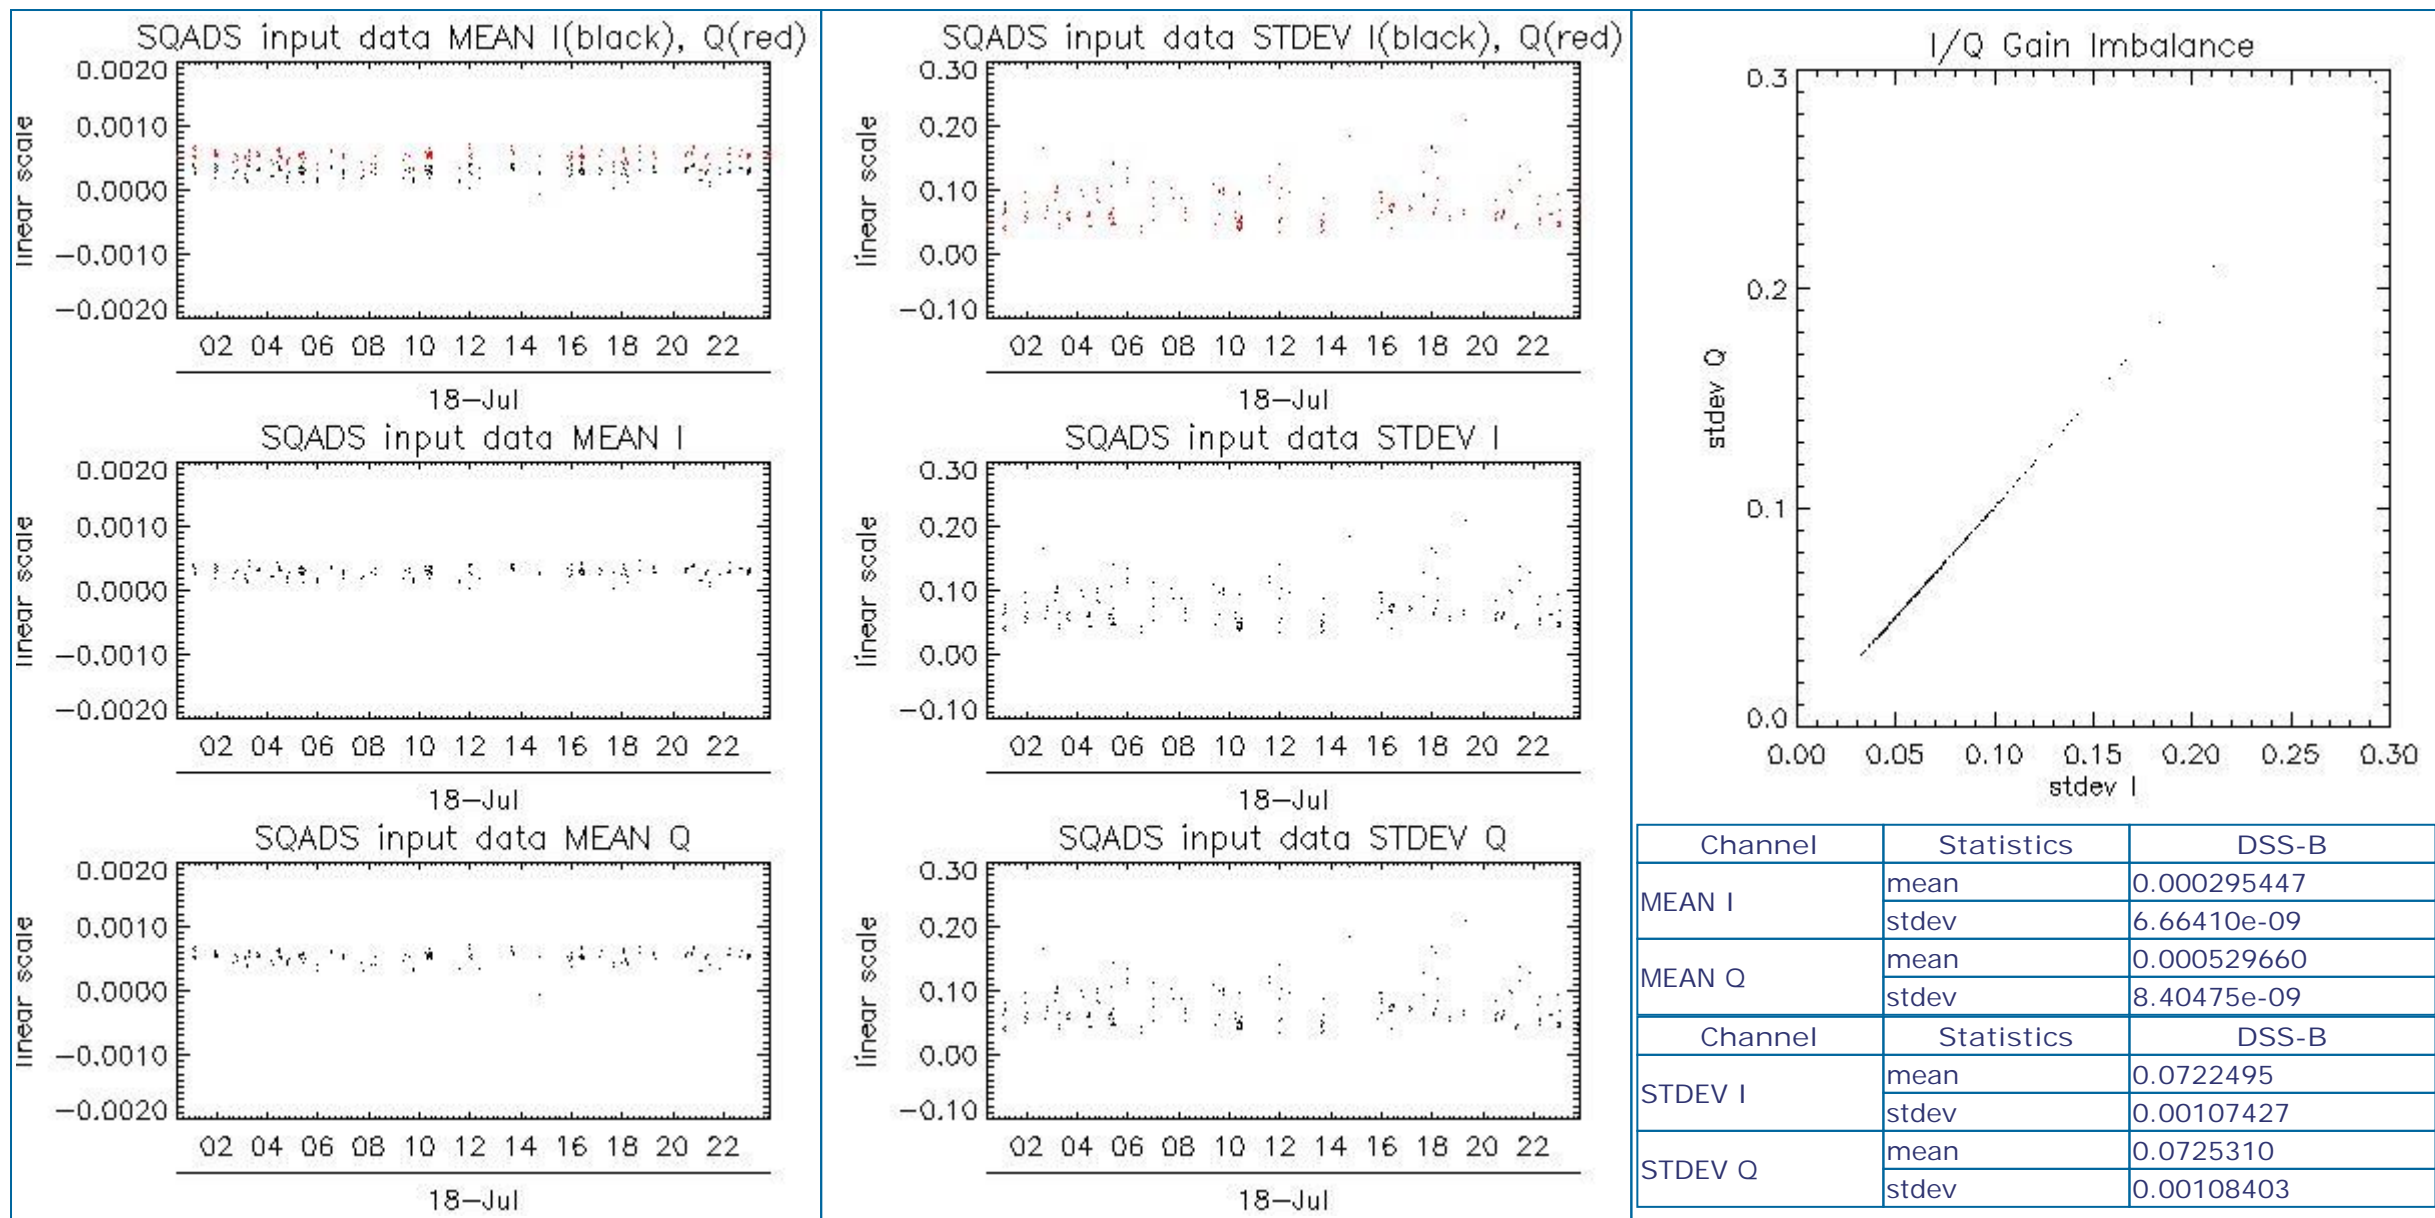 SQADS input data MEAN I(black), Q(red)
linear scale
0.0020
0.0010
0.0000
−0.0010
−0.0020
02 04 06 08 10 12 14 16 18 20 22
18−Jul
SQADS input data MEAN I
linear scale
0.0020
0.0010
0.0000
−0.0010
−0.0020
02 04 06 08 10 12 14 16 18 20 22
18−Jul
SQADS input data MEAN Q
linear scale
0.0020
0.0010
0.0000
−0.0010
−0.0020
02 04 06 08 10 12 14 16 18 20 22
18−Jul
SQADS input data STDEV I(black), Q(red)
linear scale
0.30
0.20
0.10
0.00
−0.10
02 04 06 08 10 12 14 16 18 20 22
18−Jul
SQADS input data STDEV I
linear scale
0.30
0.20
0.10
0.00
−0.10
02 04 06 08 10 12 14 16 18 20 22
18−Jul
SQADS input data STDEV Q
linear scale
0.30
0.20
0.10
0.00
−0.10
02 04 06 08 10 12 14 16 18 20 22
18−Jul
I/Q Gain Imbalance
stdev Q
0.3
0.2
0.1
0.0
0.00 0.05 0.10 0.15 0.20 0.25 0.30
stdev I
Channel Statistics DSS-B
MEAN I mean 0.000295447
stdev 6.66410e-09
MEAN Q mean 0.000529660
stdev 8.40475e-09
Channel Statistics DSS-B
STDEV I mean 0.0722495
stdev 0.00107427
STDEV Q mean 0.0725310
stdev 0.00108403